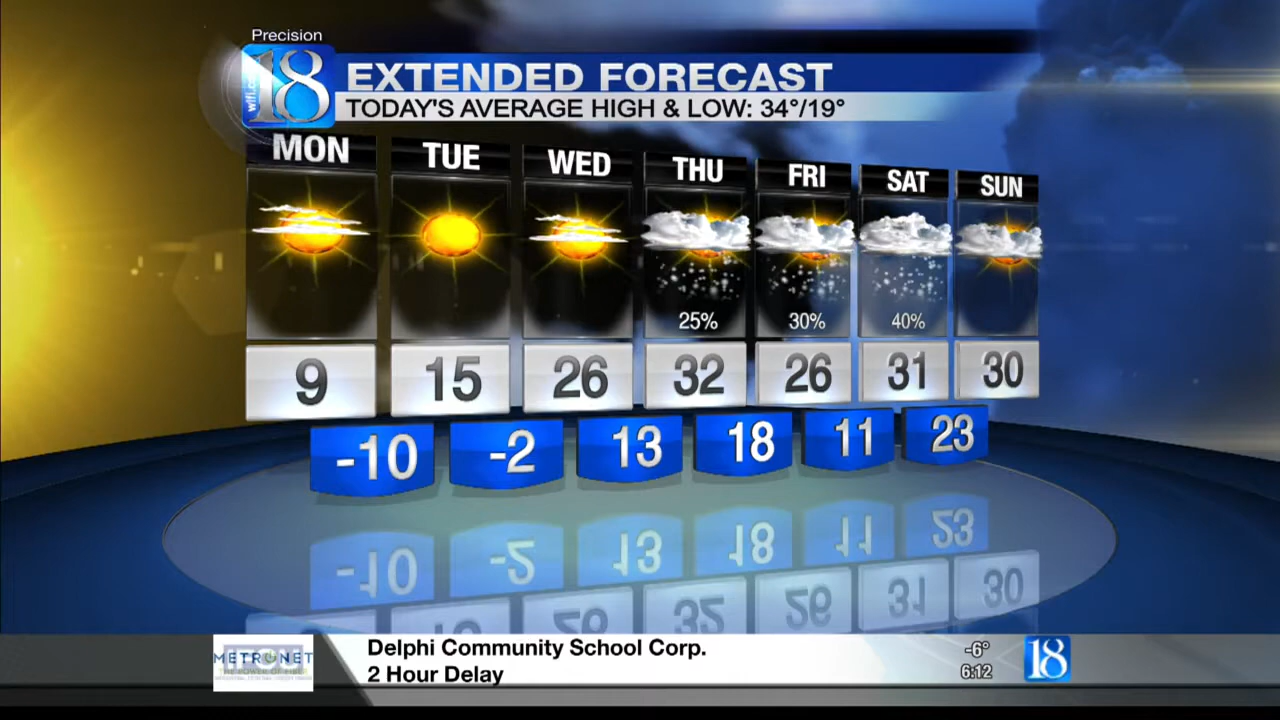 Precision
18
EXTENDED FORECAST
TODAY'S AVERAGE HIGH & LOW: 34°/19°
MON TUE WED THU FRI SAT SUN
25% 30% 40%
9 15 26 32 26 31 30
-10 -2 13 18 11 23
METRONET
Delphi Community School Corp.
2 Hour Delay
-6°
6:12
18